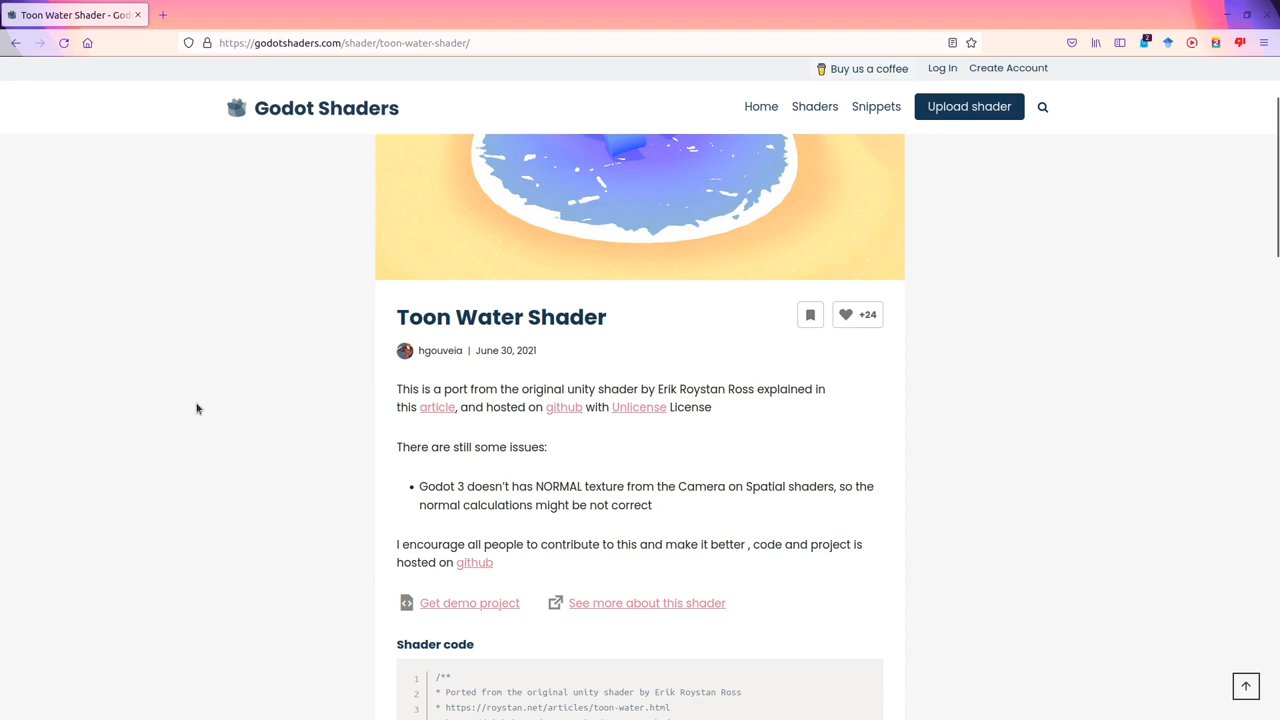 Toon Water Shader - God
https://godotshaders.com/shader/toon-water-shader/
2
Buy us a coffee
Log In
Create Account
Godot Shaders
Home
Shaders
Snippets
Upload shader
Toon Water Shader
+24
hgouveia | June 30, 2021
This is a port from the original unity shader by Erik Roystan Ross explained in
this article, and hosted on github with Unlicense License
There are still some issues:
• Godot 3 doesn’t has NORMAL texture from the Camera on Spatial shaders, so the
normal calculations might be not correct
I encourage all people to contribute to this and make it better , code and project is
hosted on github
Get demo project
See more about this shader
Shader code
1 /**
2 * Ported from the original unity shader by Erik Roystan Ross
3 * https://roystan.net/articles/toon-water.html